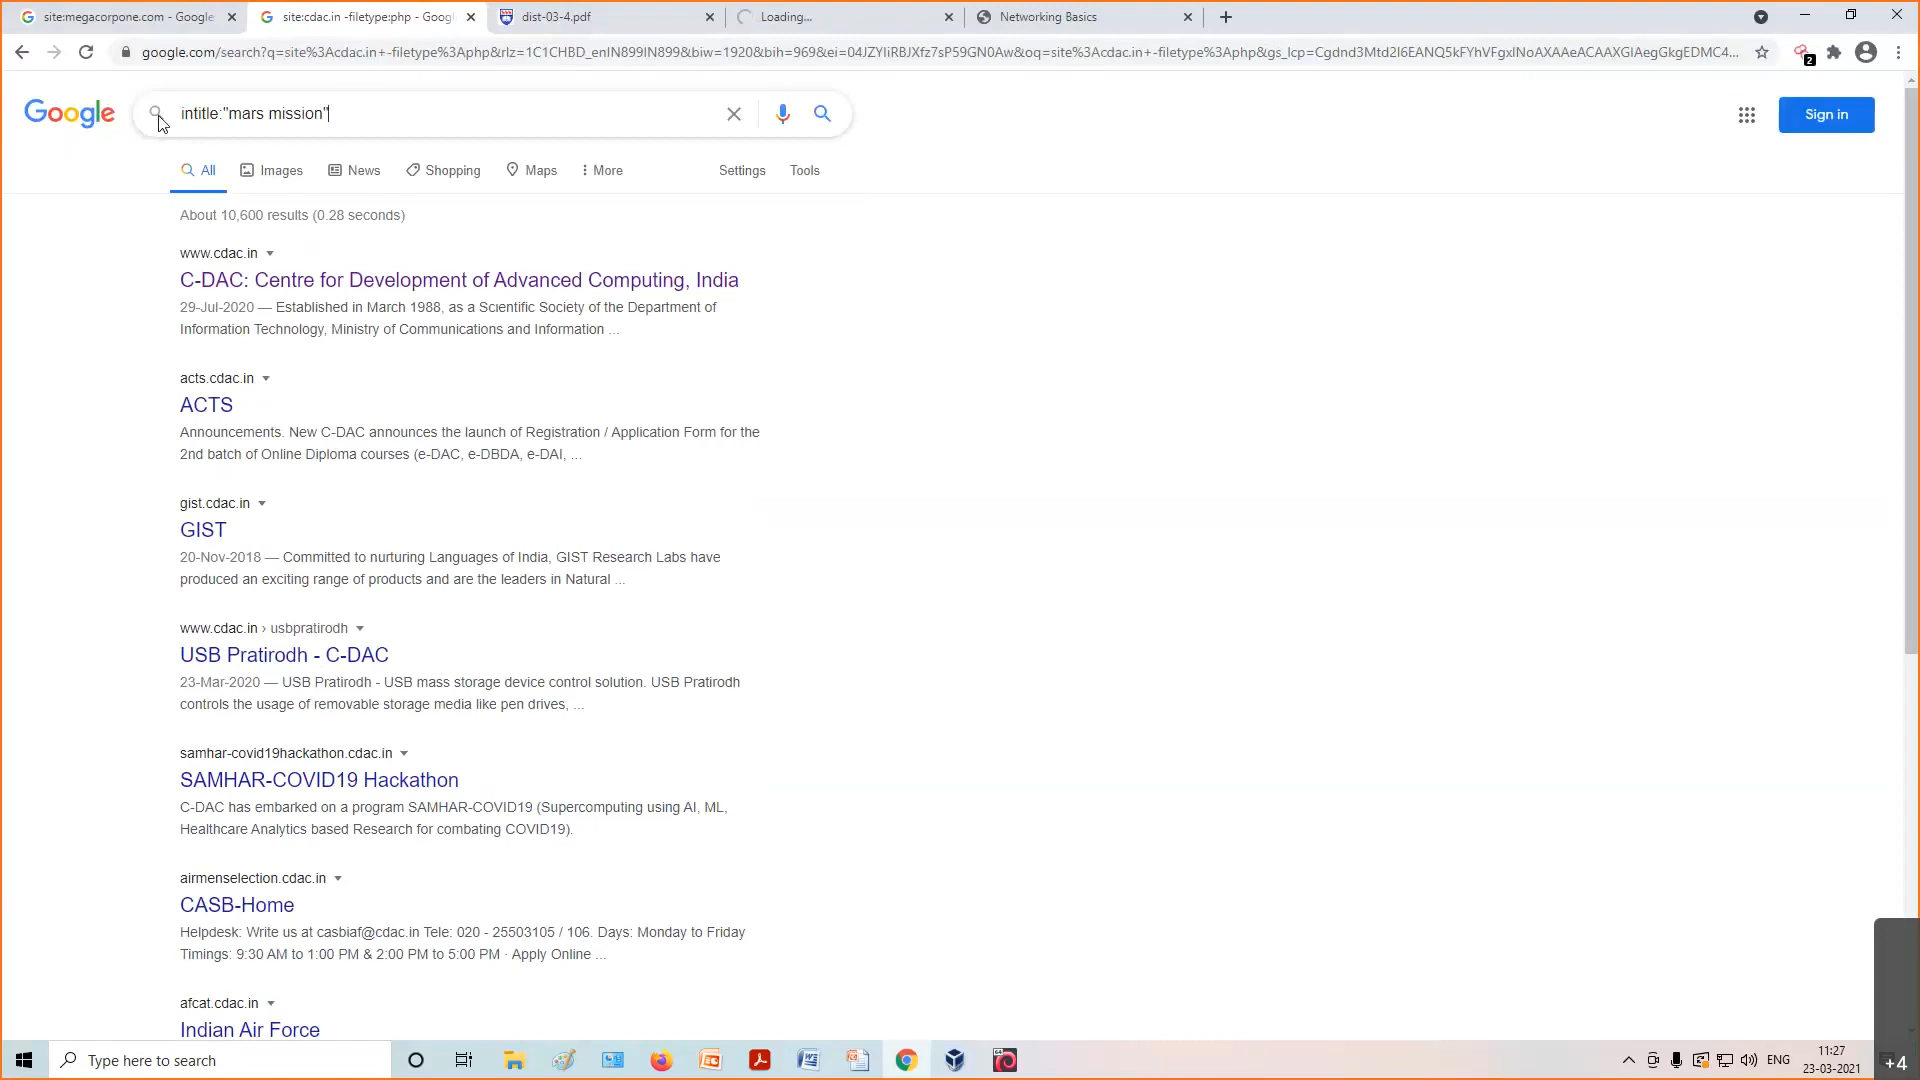 site:megacorpone.com - Google
site:cdac.in -filetype:php - Googl
dist-03-4.pdf
Loading...
Networking Basics
google.com/search?q=site%3Acdac.in+-filetype%3Aphp&rlz=1C1CHBD_enIN899IN899&biw=1920&bih=969&ei=04JZYIiRBJXfz7sP59GN0Aw&oq=site%3Acdac.in+-filetype%3Aphp&gs_lcp=Cgdnd3Mtd2l6EANQ5kFYhVFgxlNoAXAAeACAAXGIAegGkgEDMC4...
2
Google
intitle:"mars mission"
Sign in
All
Images
News
Shopping
Maps
More
Settings
Tools
About 10,600 results (0.28 seconds)
www.cdac.in
C-DAC: Centre for Development of Advanced Computing, India
29-Jul-2020 — Established in March 1988, as a Scientific Society of the Department of
Information Technology, Ministry of Communications and Information ...
acts.cdac.in
ACTS
Announcements. New C-DAC announces the launch of Registration / Application Form for the
2nd batch of Online Diploma courses (e-DAC, e-DBDA, e-DAI, ...
gist.cdac.in
GIST
20-Nov-2018 — Committed to nurturing Languages of India, GIST Research Labs have
produced an exciting range of products and are the leaders in Natural ...
www.cdac.in › usbpratirodh
USB Pratirodh - C-DAC
23-Mar-2020 — USB Pratirodh - USB mass storage device control solution. USB Pratirodh
controls the usage of removable storage media like pen drives, ...
samhar-covid19hackathon.cdac.in
SAMHAR-COVID19 Hackathon
C-DAC has embarked on a program SAMHAR-COVID19 (Supercomputing using AI, ML,
Healthcare Analytics based Research for combating COVID19).
airmenselection.cdac.in
CASB-Home
Helpdesk: Write us at casbiaf@cdac.in Tele: 020 - 25503105 / 106. Days: Monday to Friday
Timings: 9:30 AM to 1:00 PM & 2:00 PM to 5:00 PM · Apply Online ...
afcat.cdac.in
Indian Air Force
Type here to search
ENG
11:27
23-03-2021
+4